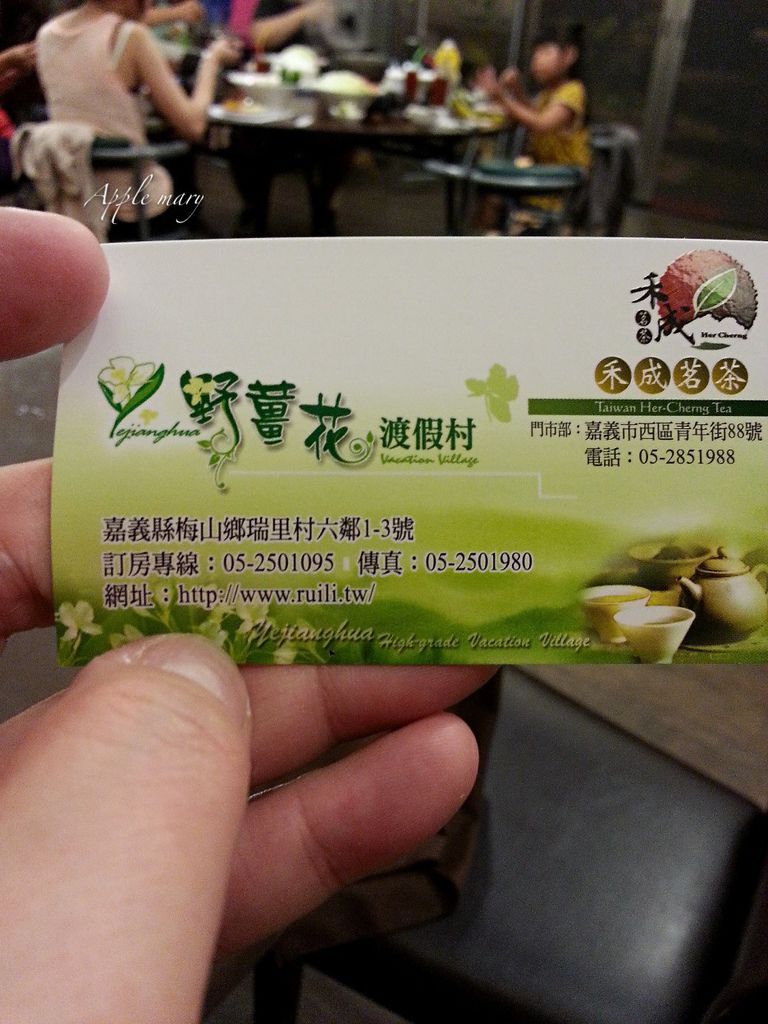 Apple mary
禾成
茗茶
Her Cherng
禾成茗茶
Taiwan Her-Cherng Tea
門市部：嘉義市西區青年街88號
電話：05-2851988
Yejianghua
野薑花渡假村
Vacation Village
嘉義縣梅山鄉瑞里村六鄰1-3號
訂房專線：05-2501095 傳真：05-2501980
網址：http://www.ruili.tw/
Yejianghua High-grade Vacation Village